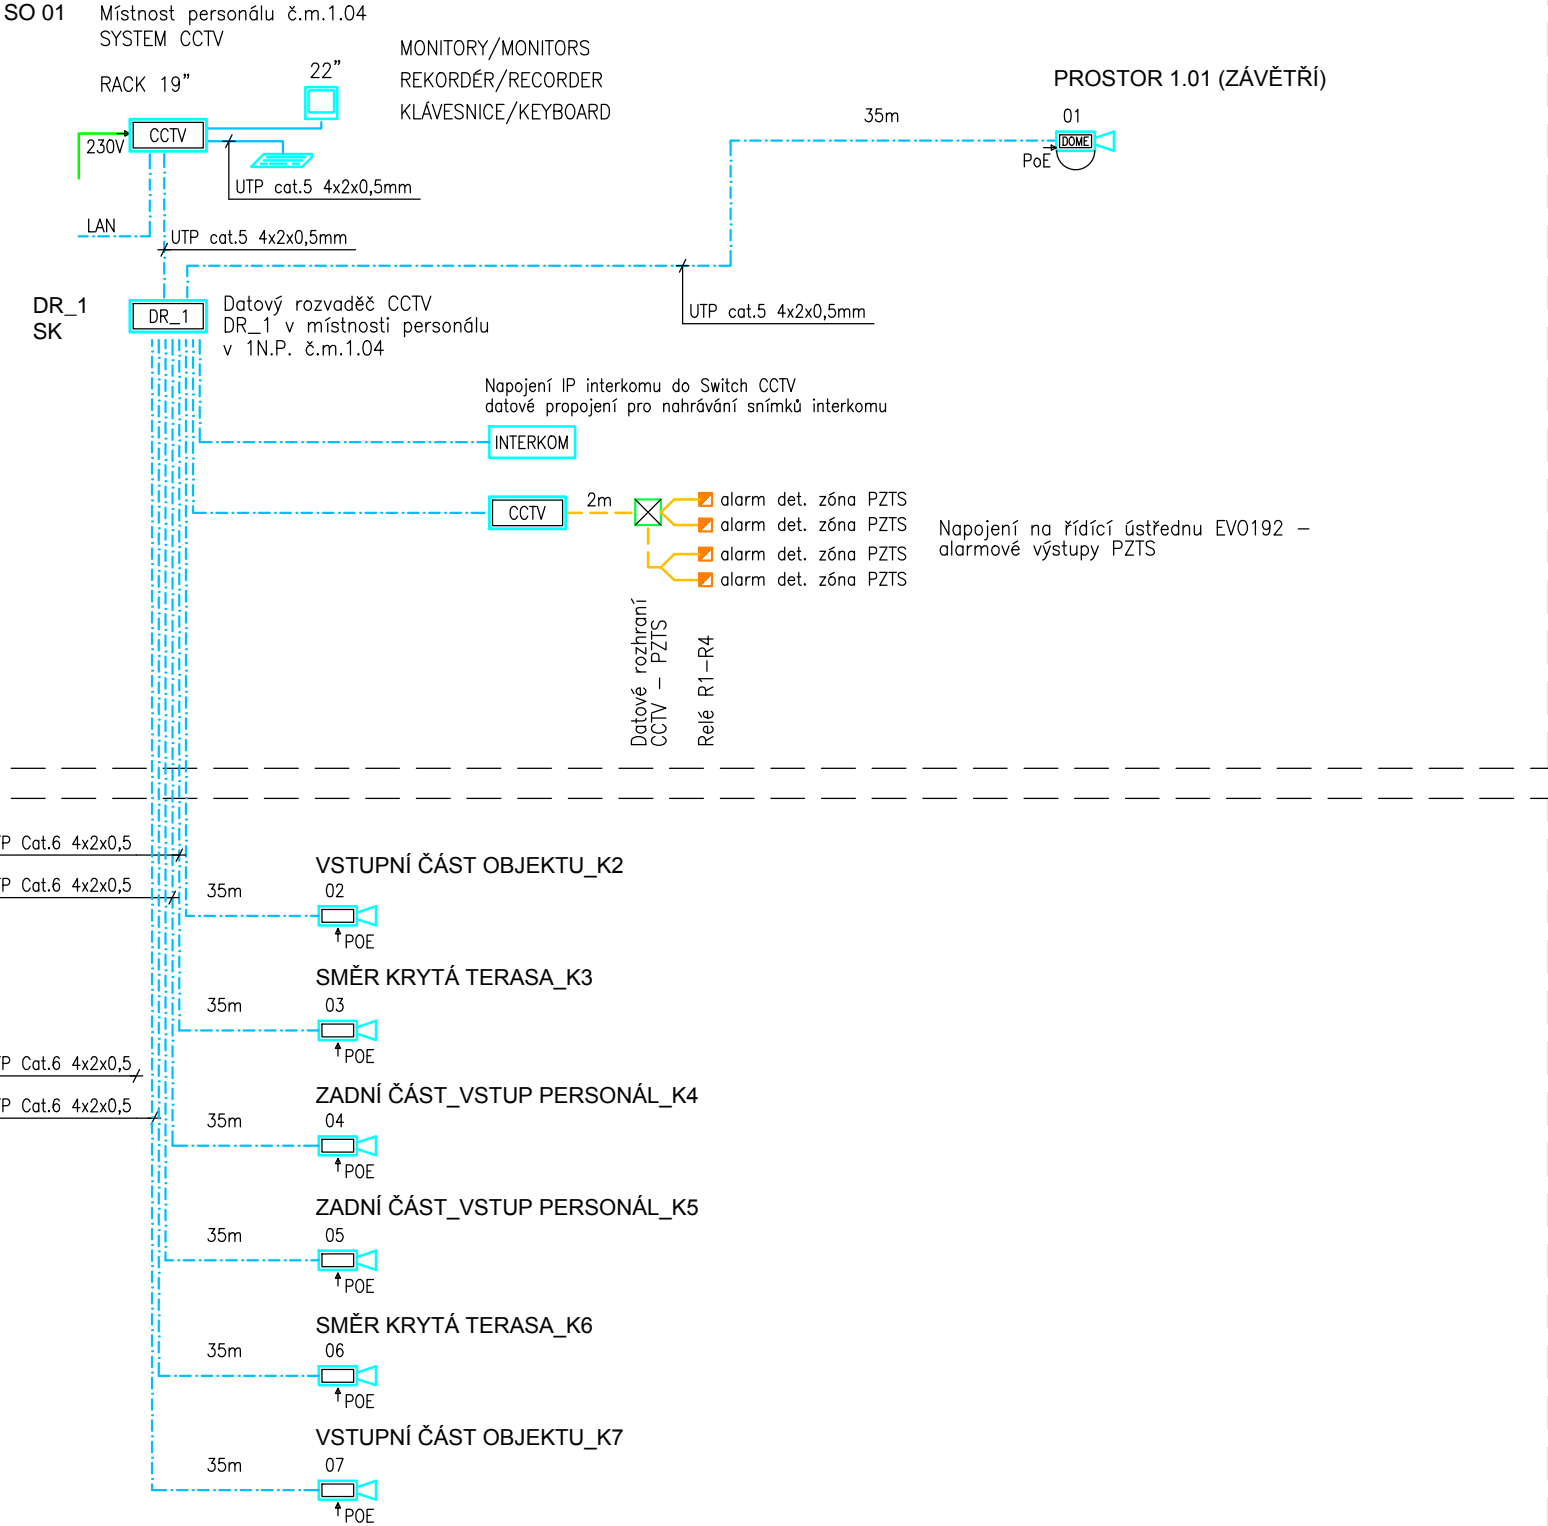 SO 01
Místnost personálu č.m.1.04
SYSTEM CCTV
RACK 19”
22”
MONITORY/MONITORS
REKORDÉR/RECORDER
KLÁVESNICE/KEYBOARD
PROSTOR 1.01 (ZÁVĚTŘÍ)
CCTV
230V
35m
01
DOME
PoE
UTP cat.5 4x2x0,5mm
LAN
UTP cat.5 4x2x0,5mm
UTP cat.5 4x2x0,5mm
DR_1
SK
DR_1
Datový rozvaděč CCTV
DR_1 v místnosti personálu
v 1N.P. č.m.1.04
Napojení IP interkomu do Switch CCTV
datové propojení pro nahrávání snímků interkomu
INTERKOM
CCTV
2m
alarm det. zóna PZTS
alarm det. zóna PZTS
alarm det. zóna PZTS
alarm det. zóna PZTS
Napojení na řídící ústřednu EVO192 –
alarmové výstupy PZTS
Datové rozhraní
CCTV – PZTS
Relé R1–R4
P Cat.6 4x2x0,5
P Cat.6 4x2x0,5
VSTUPNÍ ČÁST OBJEKTU_K2
35m
02
POE
SMĚR KRYTÁ TERASA_K3
35m
03
POE
P Cat.6 4x2x0,5
P Cat.6 4x2x0,5
ZADNÍ ČÁST_VSTUP PERSONÁL_K4
35m
04
POE
ZADNÍ ČÁST_VSTUP PERSONÁL_K5
35m
05
POE
SMĚR KRYTÁ TERASA_K6
35m
06
POE
VSTUPNÍ ČÁST OBJEKTU_K7
35m
07
POE